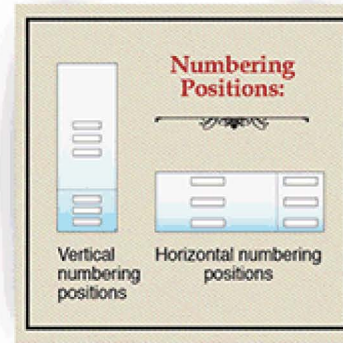 Numbering
Positions:
Vertical
numbering
positions
Horizontal numbering
positions